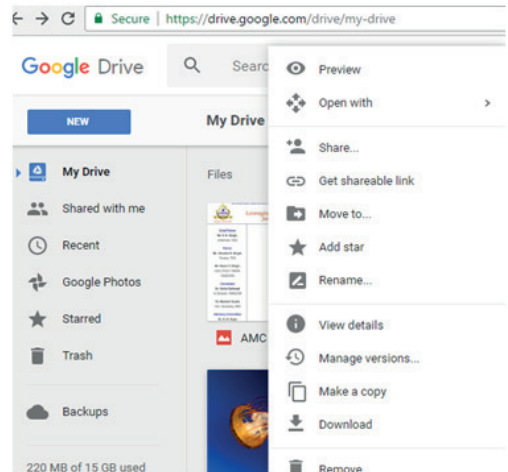 Secure | https://drive.google.com/drive/my-drive
Google Drive
Searc
NEW
My Drive
My Drive
Shared with me
Recent
Google Photos
Starred
Trash
Backups
220 MB of 15 GB used
Files
AMC
Preview
Open with
Share...
Get shareable link
Move to...
Add star
Rename...
View details
Manage versions...
Make a copy
Download
Remove